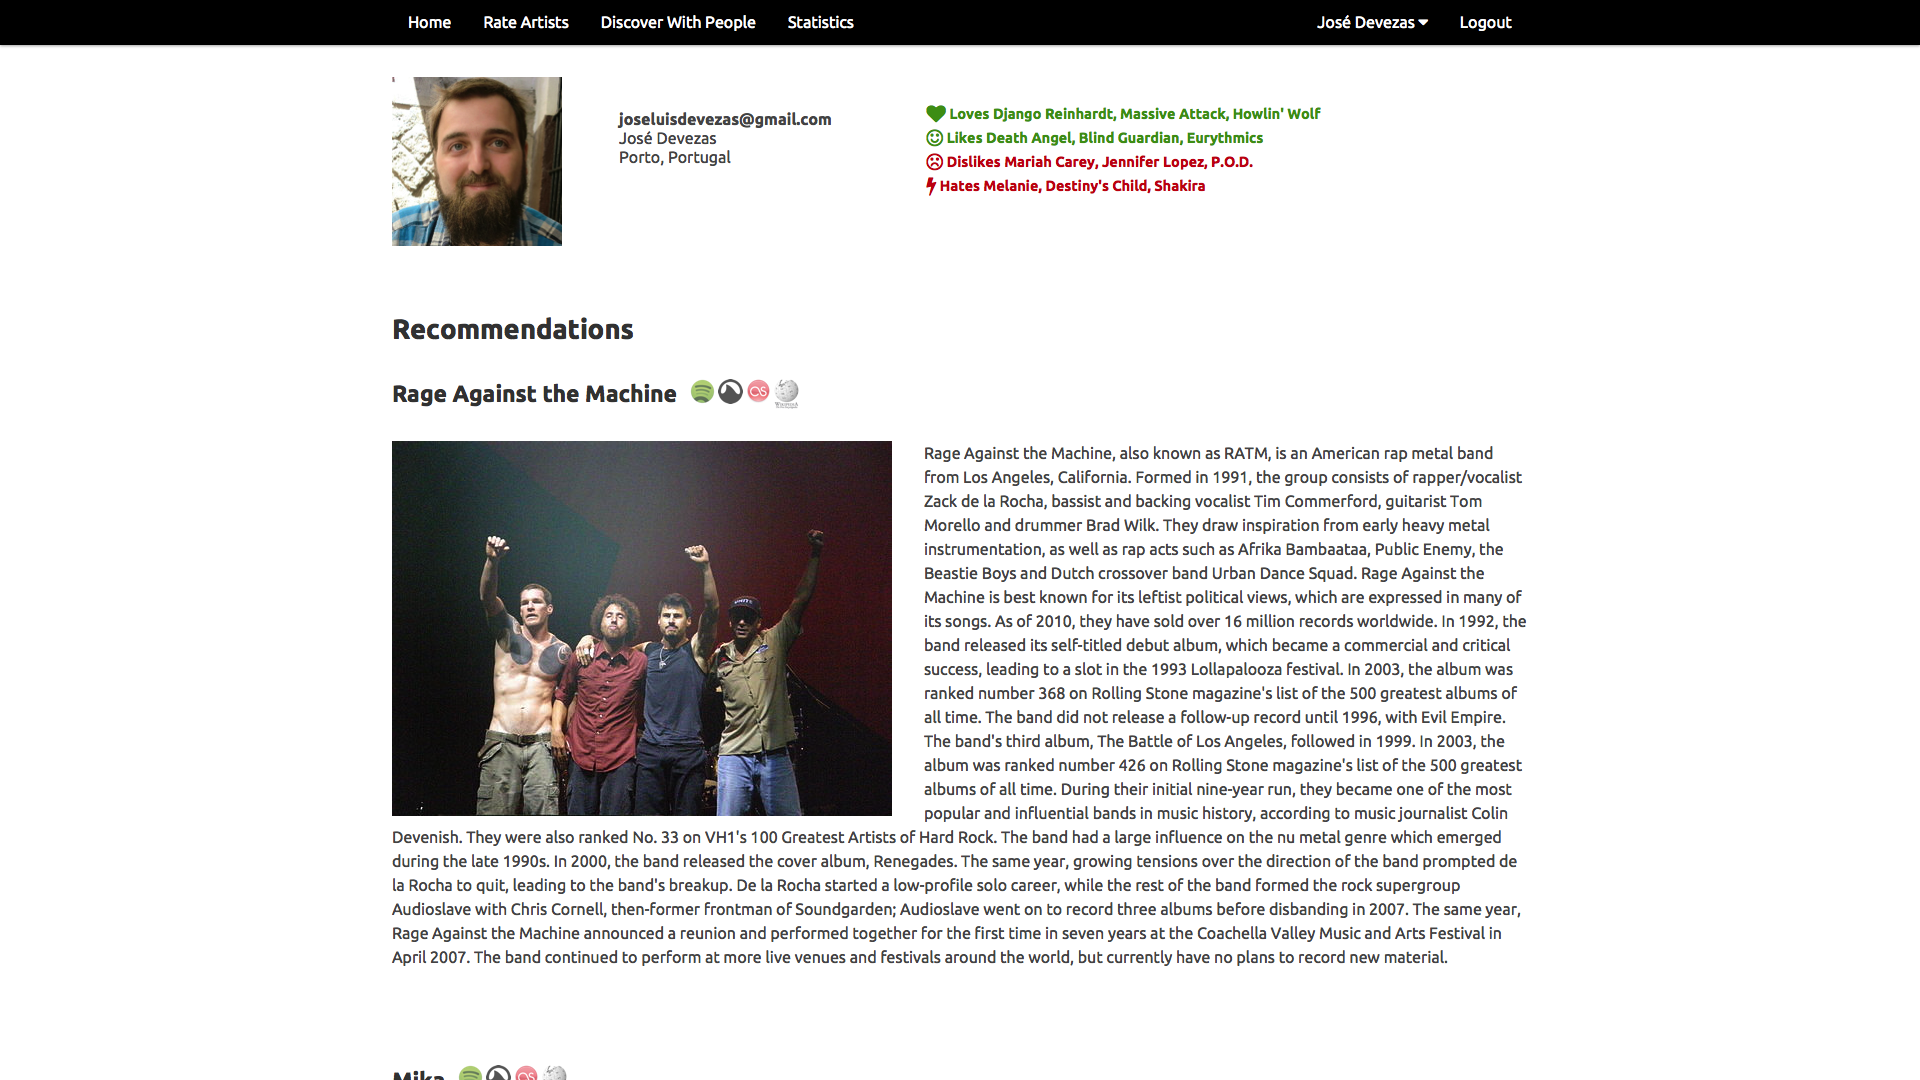 Home Rate Artists Discover With People Statistics José Devezas Logout
joseluisdevezas@gmail.com
José Devezas
Porto, Portugal
Loves Django Reinhardt, Massive Attack, Howlin' Wolf
Likes Death Angel, Blind Guardian, Eurythmics
Dislikes Mariah Carey, Jennifer Lopez, P.O.D.
Hates Melanie, Destiny's Child, Shakira
Recommendations
Rage Against the Machine
Rage Against the Machine, also known as RATM, is an American rap metal band
from Los Angeles, California. Formed in 1991, the group consists of rapper/vocalist
Zack de la Rocha, bassist and backing vocalist Tim Commerford, guitarist Tom
Morello and drummer Brad Wilk. They draw inspiration from early heavy metal
instrumentation, as well as rap acts such as Afrika Bambaataa, Public Enemy, the
Beastie Boys and Dutch crossover band Urban Dance Squad. Rage Against the
Machine is best known for its leftist political views, which are expressed in many of
its songs. As of 2010, they have sold over 16 million records worldwide. In 1992, the
band released its self-titled debut album, which became a commercial and critical
success, leading to a slot in the 1993 Lollapalooza festival. In 2003, the album was
ranked number 368 on Rolling Stone magazine's list of the 500 greatest albums of
all time. The band did not release a follow-up record until 1996, with Evil Empire.
The band's third album, The Battle of Los Angeles, followed in 1999. In 2003, the
album was ranked number 426 on Rolling Stone magazine's list of the 500 greatest
albums of all time. During their initial nine-year run, they became one of the most
popular and influential bands in music history, according to music journalist Colin
Devenish. They were also ranked No. 33 on VH1's 100 Greatest Artists of Hard Rock. The band had a large influence on the nu metal genre which emerged
during the late 1990s. In 2000, the band released the cover album, Renegades. The same year, growing tensions over the direction of the band prompted de
la Rocha to quit, leading to the band's breakup. De la Rocha started a low-profile solo career, while the rest of the band formed the rock supergroup
Audioslave with Chris Cornell, then-former frontman of Soundgarden; Audioslave went on to record three albums before disbanding in 2007. The same year,
Rage Against the Machine announced a reunion and performed together for the first time in seven years at the Coachella Valley Music and Arts Festival in
April 2007. The band continued to perform at more live venues and festivals around the world, but currently have no plans to record new material.
Mika